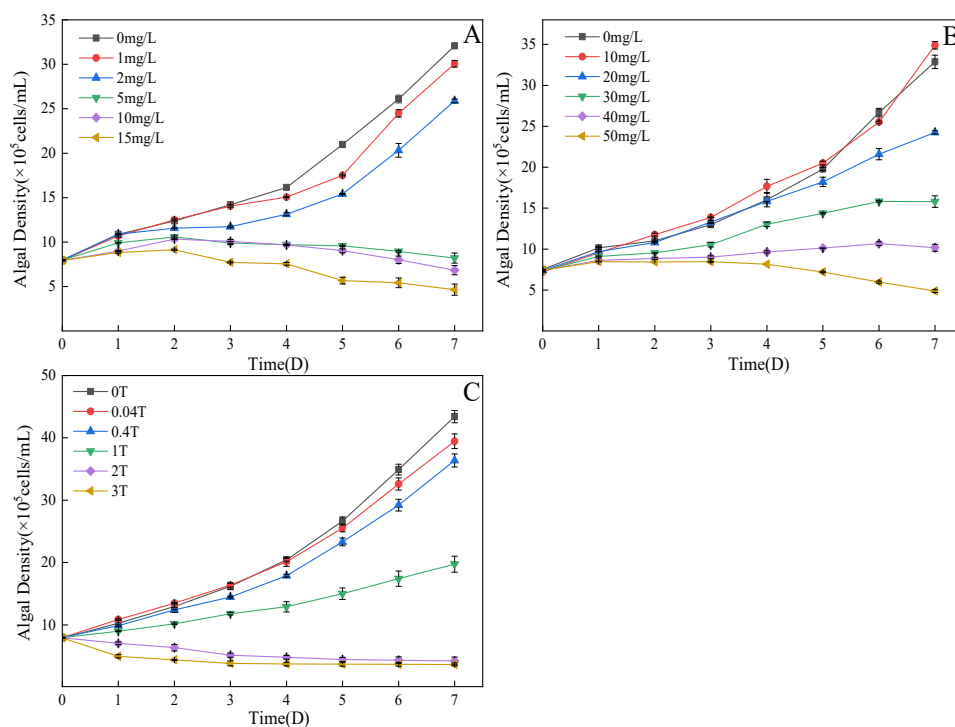 A
0mg/L
1mg/L
2mg/L
5mg/L
10mg/L
15mg/L
35
30
25
20
15
10
5
0 1 2 3 4 5 6 7
Time(D)
Algal Density(×10⁵cells/mL)
B
0mg/L
10mg/L
20mg/L
30mg/L
40mg/L
50mg/L
35
30
25
20
15
10
5
0 1 2 3 4 5 6 7
Time(D)
Algal Density(×10⁵cells/mL)
C
0T
0.04T
0.4T
1T
2T
3T
50
40
30
20
10
0 1 2 3 4 5 6 7
Time(D)
Algal Density(×10⁵cells/mL)